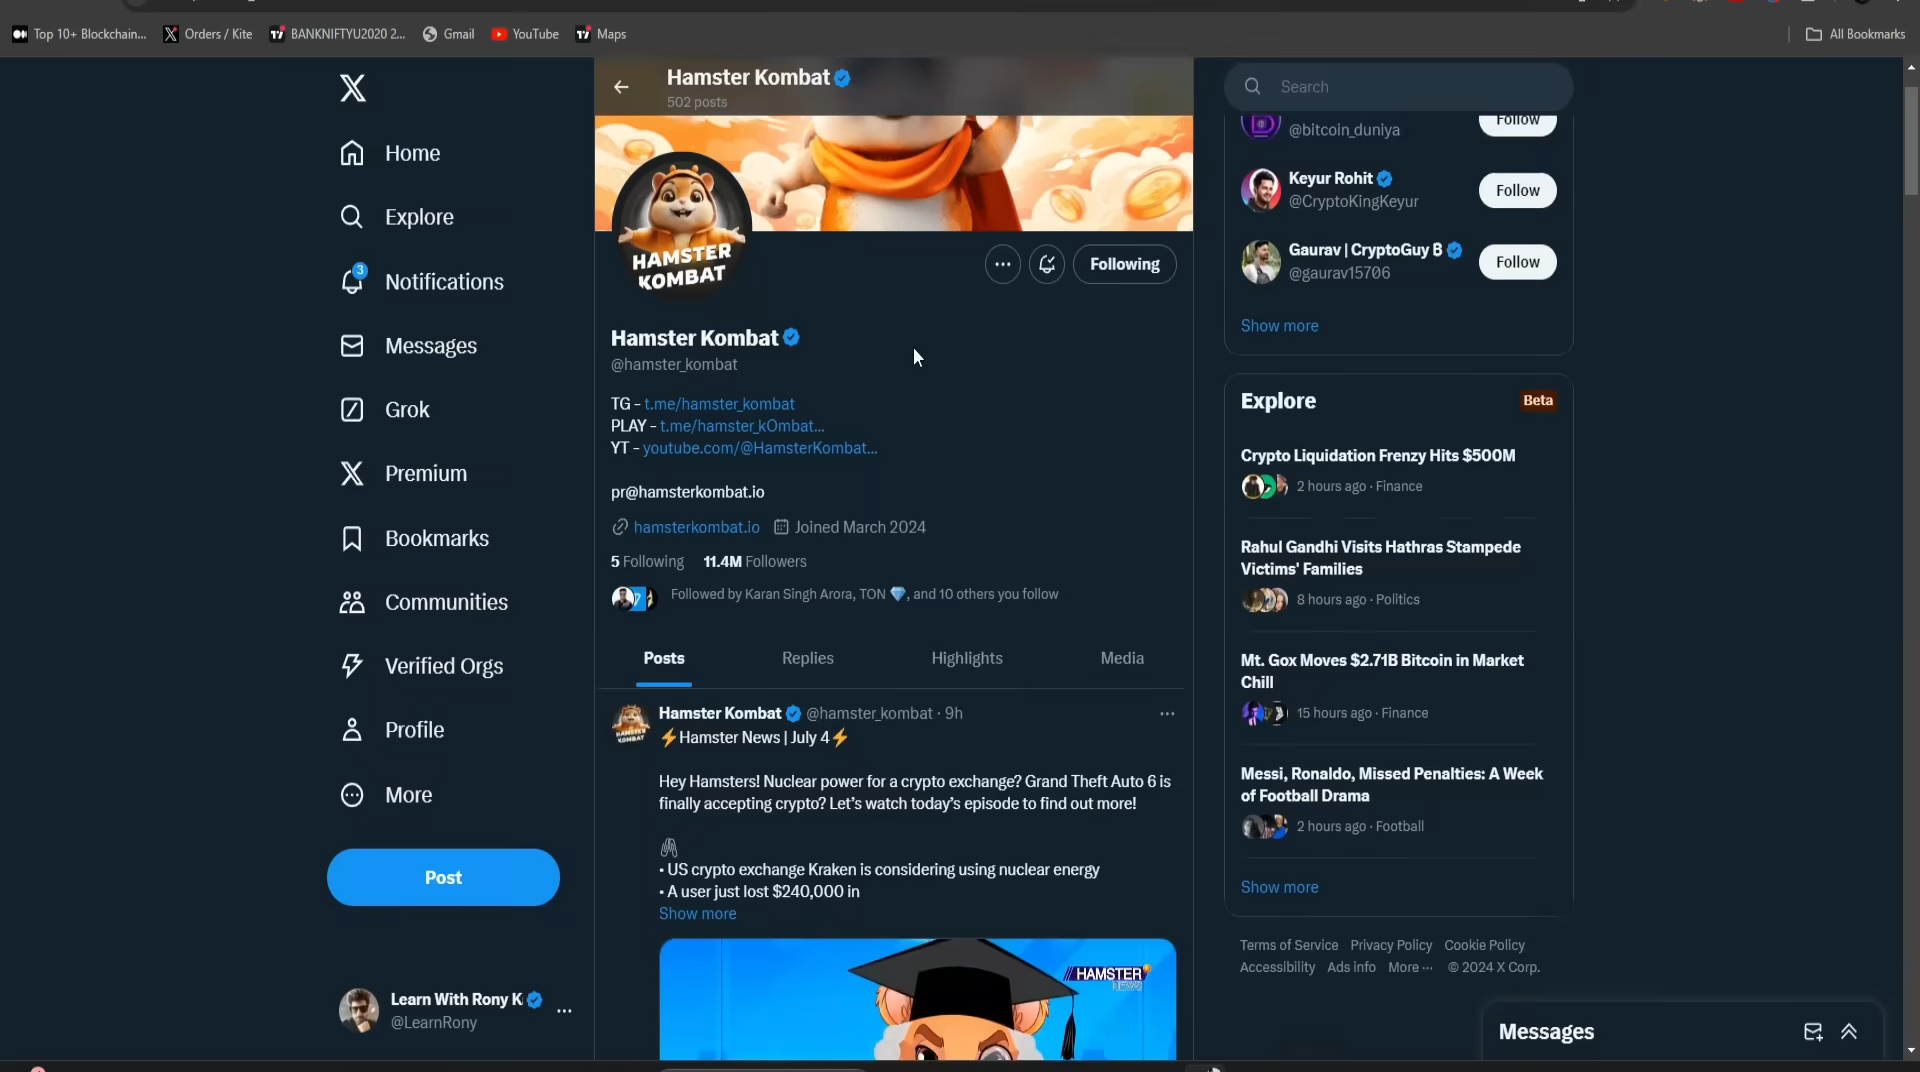 Top 10+ Blockchain...
Orders / Kite
BANKNIFTYU2020 2...
Gmail
YouTube
Maps
All Bookmarks
Home
Explore
Notifications
3
Messages
Grok
Premium
Bookmarks
Communities
Verified Orgs
Profile
More
Post
Learn With Rony K
@LearnRony
Hamster Kombat
502 posts
HAMSTER
KOMBAT
Following
Hamster Kombat
@hamster_kombat
TG - t.me/hamster_kombat
PLAY - t.me/hamster_kOmbat...
YT - youtube.com/@HamsterKombat...
pr@hamsterkombat.io
hamsterkombat.io Joined March 2024
5 Following 11.4M Followers
Followed by Karan Singh Arora, TON 💎, and 10 others you follow
Posts Replies Highlights Media
Hamster Kombat @hamster_kombat · 9h
⚡Hamster News | July 4⚡
Hey Hamsters! Nuclear power for a crypto exchange? Grand Theft Auto 6 is
finally accepting crypto? Let's watch today's episode to find out more!
• US crypto exchange Kraken is considering using nuclear energy
• A user just lost $240,000 in
Show more
HAMSTER
NEWS
Search
Follow
@bitcoin_duniya
Keyur Rohit
@CryptoKingKeyur
Follow
Gaurav | CryptoGuy B
@gaurav15706
Follow
Show more
Explore
Beta
Crypto Liquidation Frenzy Hits $500M
2 hours ago · Finance
Rahul Gandhi Visits Hathras Stampede
Victims' Families
8 hours ago · Politics
Mt. Gox Moves $2.71B Bitcoin in Market
Chill
15 hours ago · Finance
Messi, Ronaldo, Missed Penalties: A Week
of Football Drama
2 hours ago · Football
Show more
Terms of Service Privacy Policy Cookie Policy
Accessibility Ads info More ··· © 2024 X Corp.
Messages